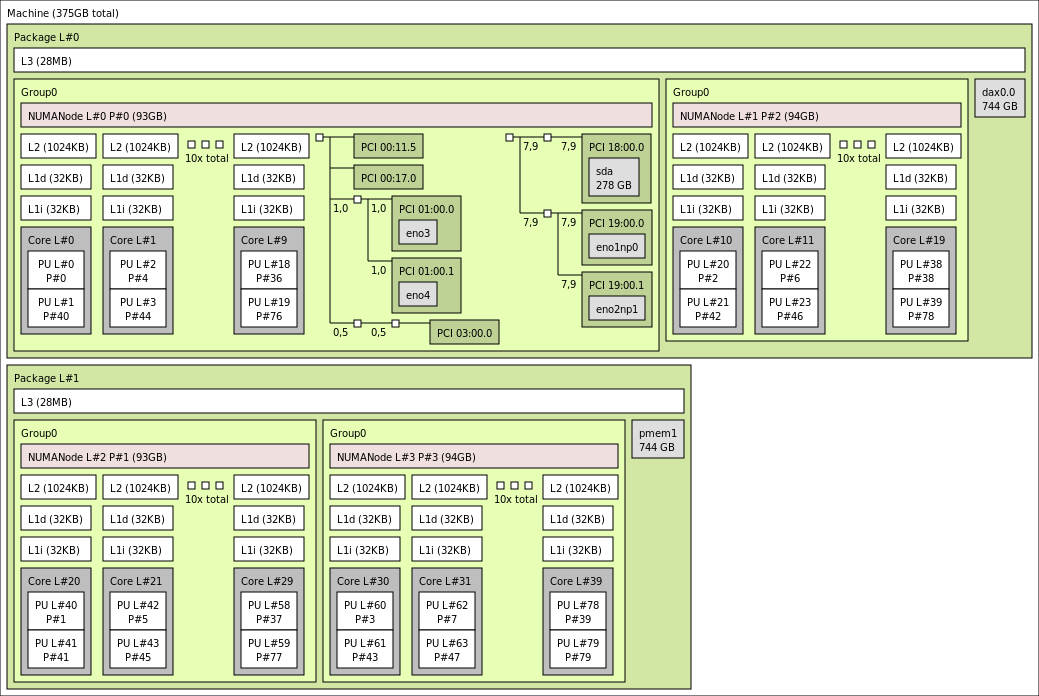 Machine (375GB total)
Package L#0
L3 (28MB)
Group0
NUMANode L#0 P#0 (93GB)
L2 (1024KB)
L2 (1024KB)
10x total
L2 (1024KB)
L1d (32KB)
L1d (32KB)
L1d (32KB)
L1i (32KB)
L1i (32KB)
L1i (32KB)
Core L#0
PU L#0
P#0
PU L#1
P#40
Core L#1
PU L#2
P#4
PU L#3
P#44
Core L#9
PU L#18
P#36
PU L#19
P#76
PCI 00:11.5
PCI 00:17.0
1,0
1,0
PCI 01:00.0
eno3
1,0
PCI 01:00.1
eno4
0,5
0,5
PCI 03:00.0
7,9
7,9
PCI 18:00.0
sda
278 GB
7,9
7,9
PCI 19:00.0
eno1np0
7,9
PCI 19:00.1
eno2np1
Group0
NUMANode L#1 P#2 (94GB)
L2 (1024KB)
L2 (1024KB)
10x total
L2 (1024KB)
L1d (32KB)
L1d (32KB)
L1d (32KB)
L1i (32KB)
L1i (32KB)
L1i (32KB)
Core L#10
PU L#20
P#2
PU L#21
P#42
Core L#11
PU L#22
P#6
PU L#23
P#46
Core L#19
PU L#38
P#38
PU L#39
P#78
dax0.0
744 GB
Package L#1
L3 (28MB)
Group0
NUMANode L#2 P#1 (93GB)
L2 (1024KB)
L2 (1024KB)
10x total
L2 (1024KB)
L1d (32KB)
L1d (32KB)
L1d (32KB)
L1i (32KB)
L1i (32KB)
L1i (32KB)
Core L#20
PU L#40
P#1
PU L#41
P#41
Core L#21
PU L#42
P#5
PU L#43
P#45
Core L#29
PU L#58
P#37
PU L#59
P#77
Group0
NUMANode L#3 P#3 (94GB)
L2 (1024KB)
L2 (1024KB)
10x total
L2 (1024KB)
L1d (32KB)
L1d (32KB)
L1d (32KB)
L1i (32KB)
L1i (32KB)
L1i (32KB)
Core L#30
PU L#60
P#3
PU L#61
P#43
Core L#31
PU L#62
P#7
PU L#63
P#47
Core L#39
PU L#78
P#39
PU L#79
P#79
pmem1
744 GB